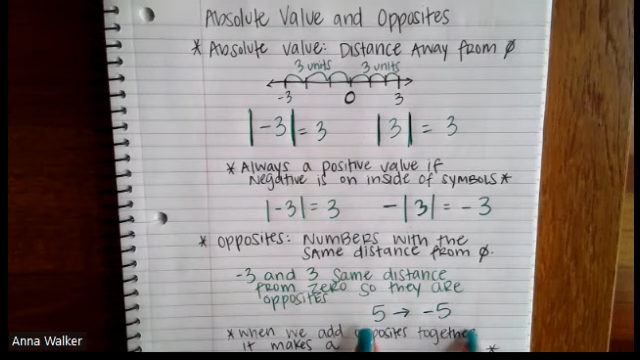 Absolute Value and Opposites
* Absolute value: Distance Away from 0
3 units 3 units
-3 0 3
|-3| = 3 |3| = 3
* Always a positive value if
Negative is on inside of symbols *
|-3| = 3 -|3| = -3
* Opposites: Numbers with the
same distance from 0.
-3 and 3 same distance
from zero so they are
opposites
5 → -5
* when we add opposites together
it makes a *
Anna Walker